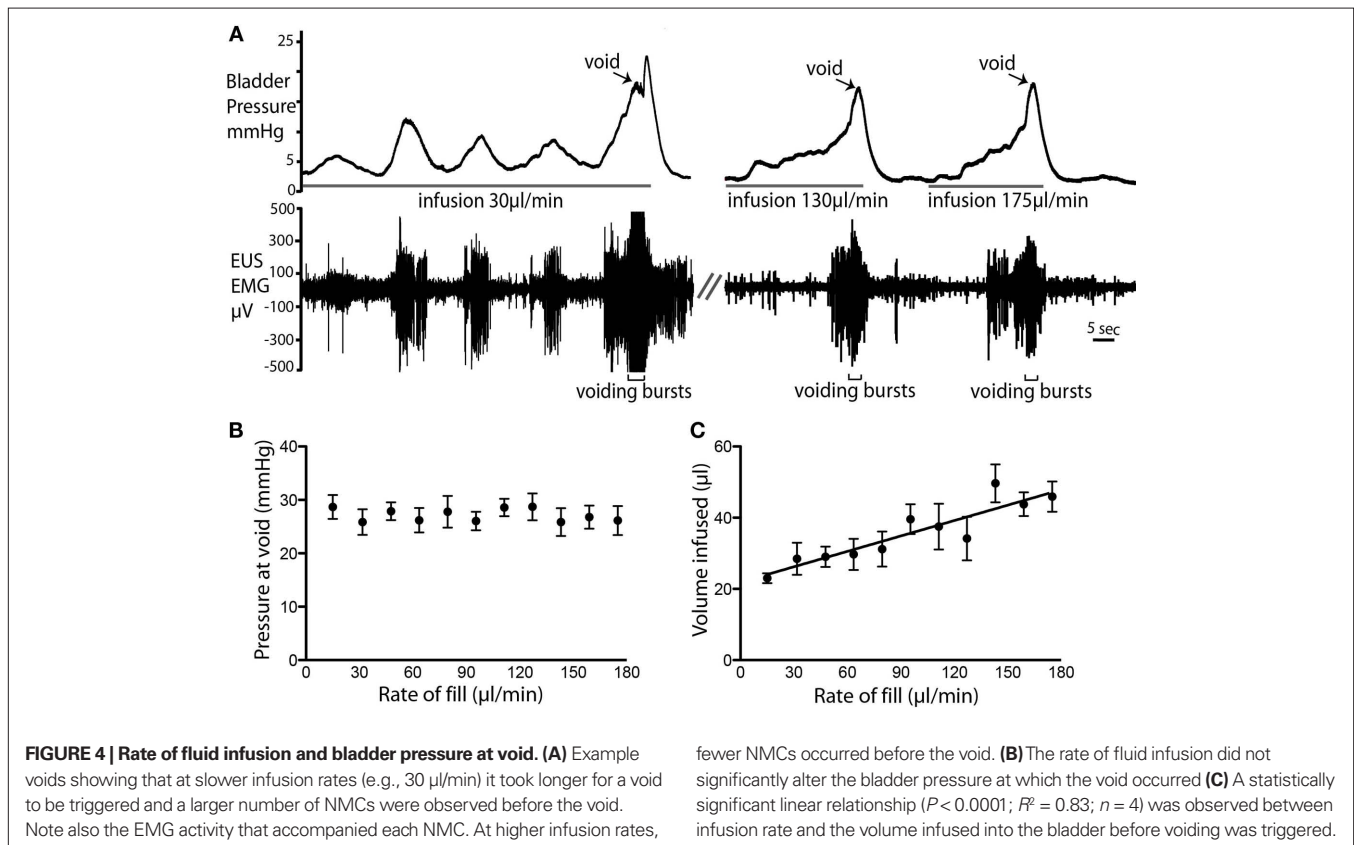 A
25
Bladder
Pressure
mmHg
5
0
void
void
void
infusion 30µl/min
infusion 130µl/min
infusion 175µl/min
500
300
EUS
100
EMG
-100
µV
-300
-500
5 sec
voiding bursts
voiding bursts
voiding bursts
B
Pressure at void (mmHg)
40
30
20
10
0
0 30 60 90 120 150 180
Rate of fill (µl/min)
C
Volume infused (µl)
60
40
20
0
0 30 60 90 120 150 180
Rate of fill (µl/min)
FIGURE 4 | Rate of fluid infusion and bladder pressure at void. (A) Example
voids showing that at slower infusion rates (e.g., 30 µl/min) it took longer for a void
to be triggered and a larger number of NMCs were observed before the void.
Note also the EMG activity that accompanied each NMC. At higher infusion rates,
fewer NMCs occurred before the void. (B) The rate of fluid infusion did not
significantly alter the bladder pressure at which the void occurred (C) A statistically
significant linear relationship (P < 0.0001; R² = 0.83; n = 4) was observed between
infusion rate and the volume infused into the bladder before voiding was triggered.